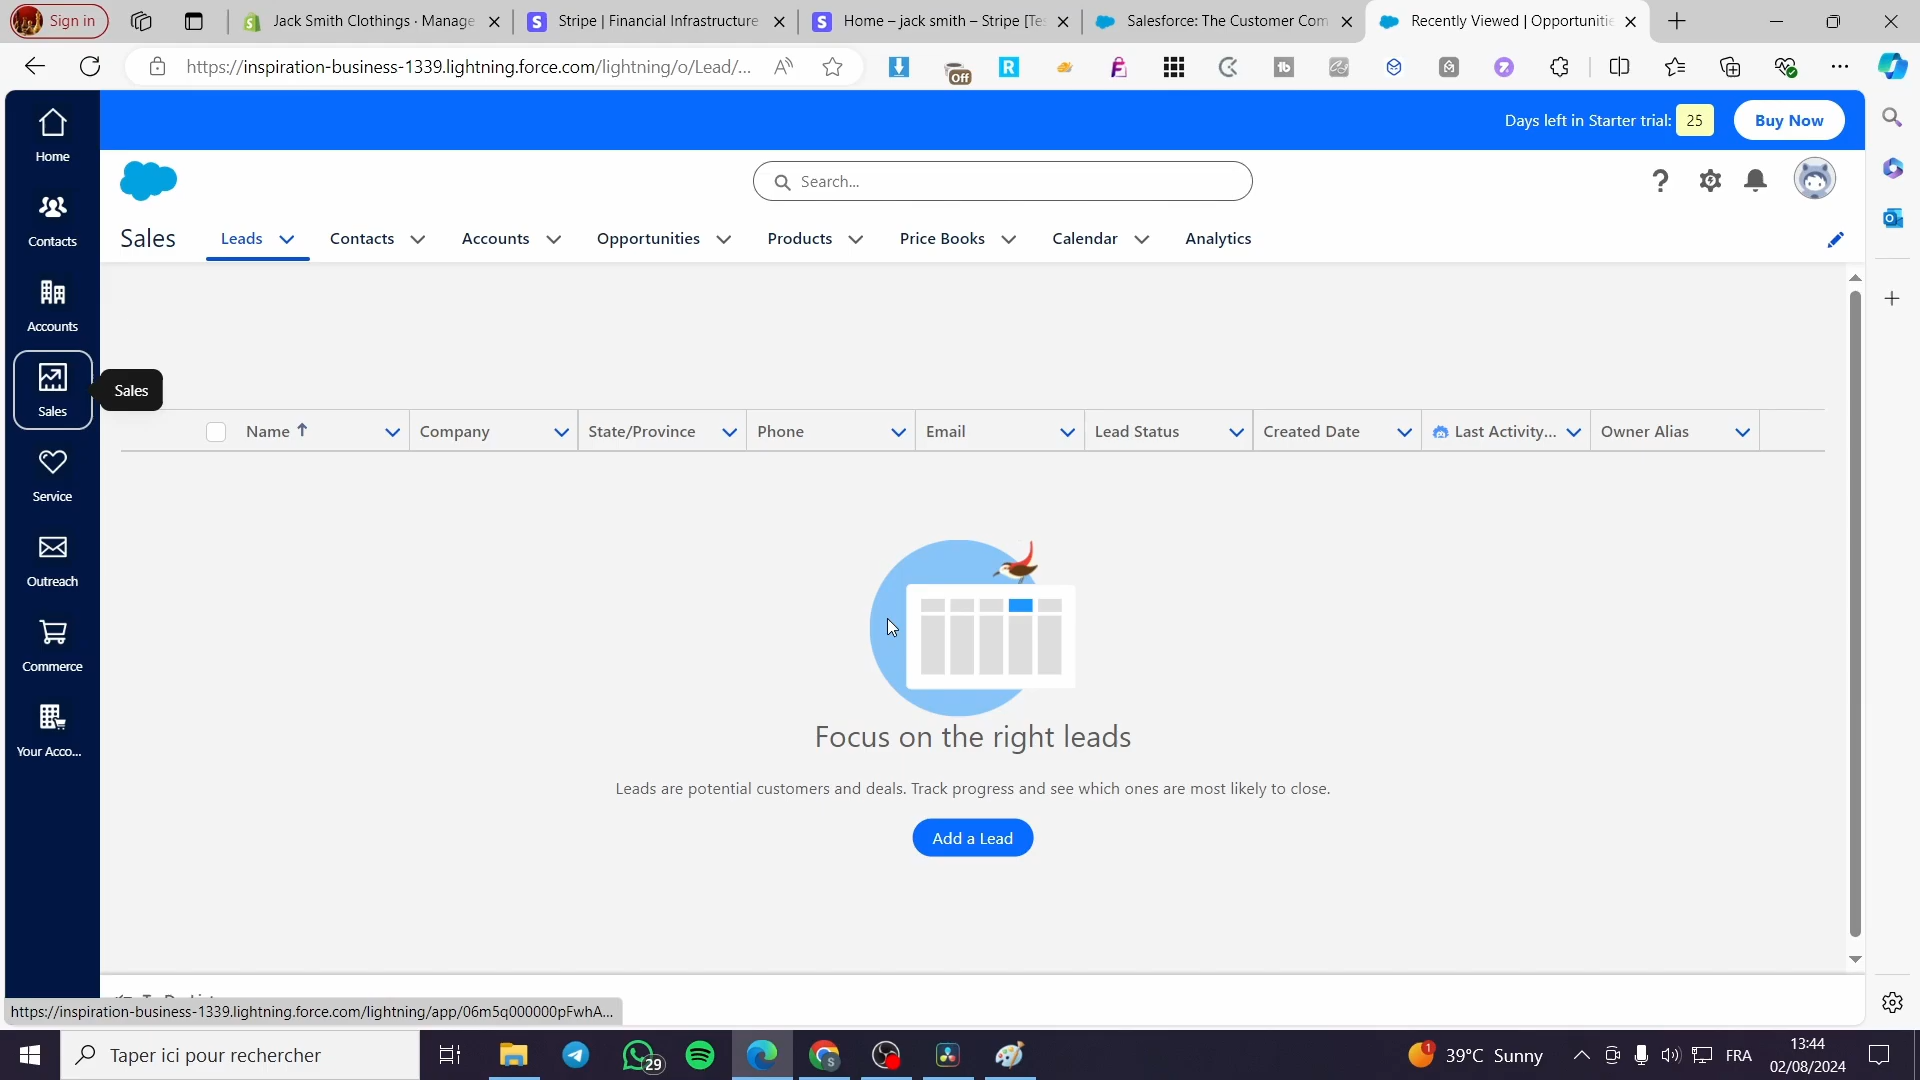 Sign in
Jack Smith Clothings · Manage
Stripe | Financial Infrastructure
Home – jack smith – Stripe [Te
Salesforce: The Customer Com
Recently Viewed | Opportunitie
https://inspiration-business-1339.lightning.force.com/lightning/o/Lead/...
Off
Days left in Starter trial: 25
Buy Now
Home
Contacts
Accounts
Sales
Service
Outreach
Commerce
Your Acco...
Sales
Search...
Sales
Leads
Contacts
Accounts
Opportunities
Products
Price Books
Calendar
Analytics
Name
Company
State/Province
Phone
Email
Lead Status
Created Date
Last Activity...
Owner Alias
Focus on the right leads
Leads are potential customers and deals. Track progress and see which ones are most likely to close.
Add a Lead
https://inspiration-business-1339.lightning.force.com/lightning/app/06m5q000000pFwhA...
Taper ici pour rechercher
29
1
39°C Sunny
FRA
13:44
02/08/2024